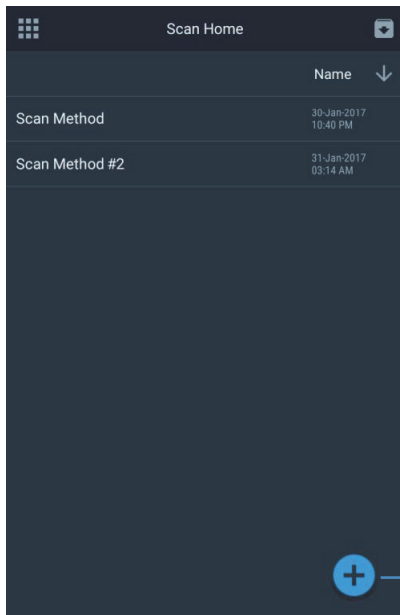 Scan Home
Name
Scan Method
30-Jan-2017
10:40 PM
Scan Method #2
31-Jan-2017
03:14 AM